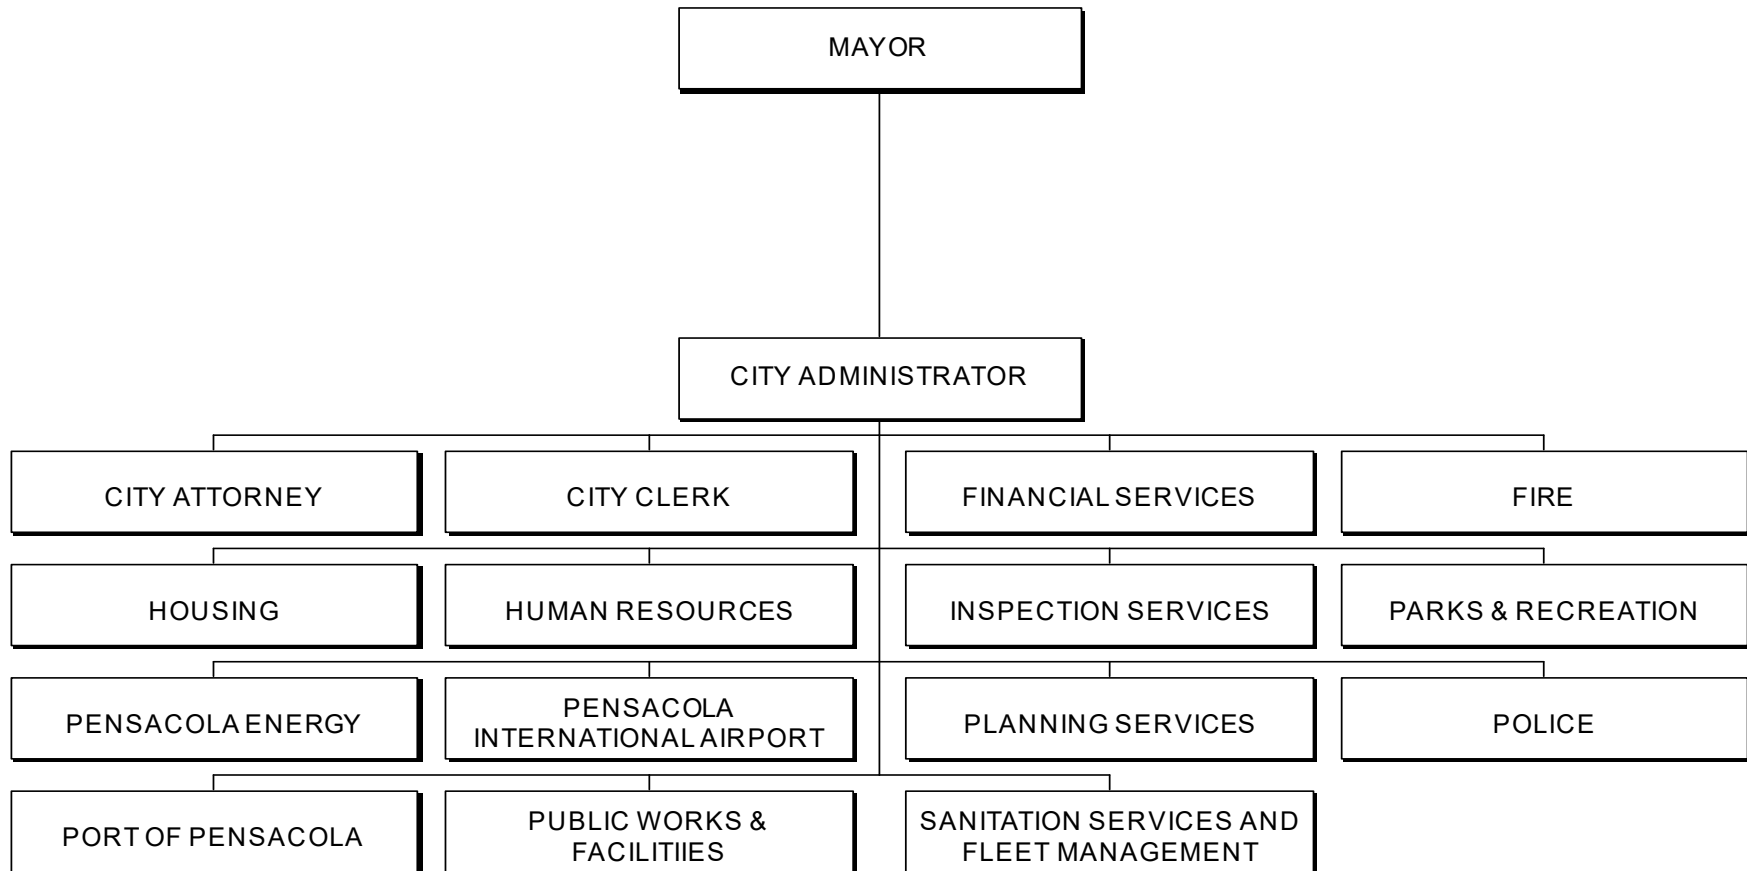 MAYOR
CITY ADMINISTRATOR
CITY ATTORNEY
CITY CLERK
FINANCIAL SERVICES
FIRE
HOUSING
HUMAN RESOURCES
INSPECTION SERVICES
PARKS & RECREATION
PENSACOLA ENERGY
PENSACOLA
INTERNATIONAL AIRPORT
PLANNING SERVICES
POLICE
PORT OF PENSACOLA
PUBLIC WORKS &
FACILITIIES
SANITATION SERVICES AND
FLEET MANAGEMENT